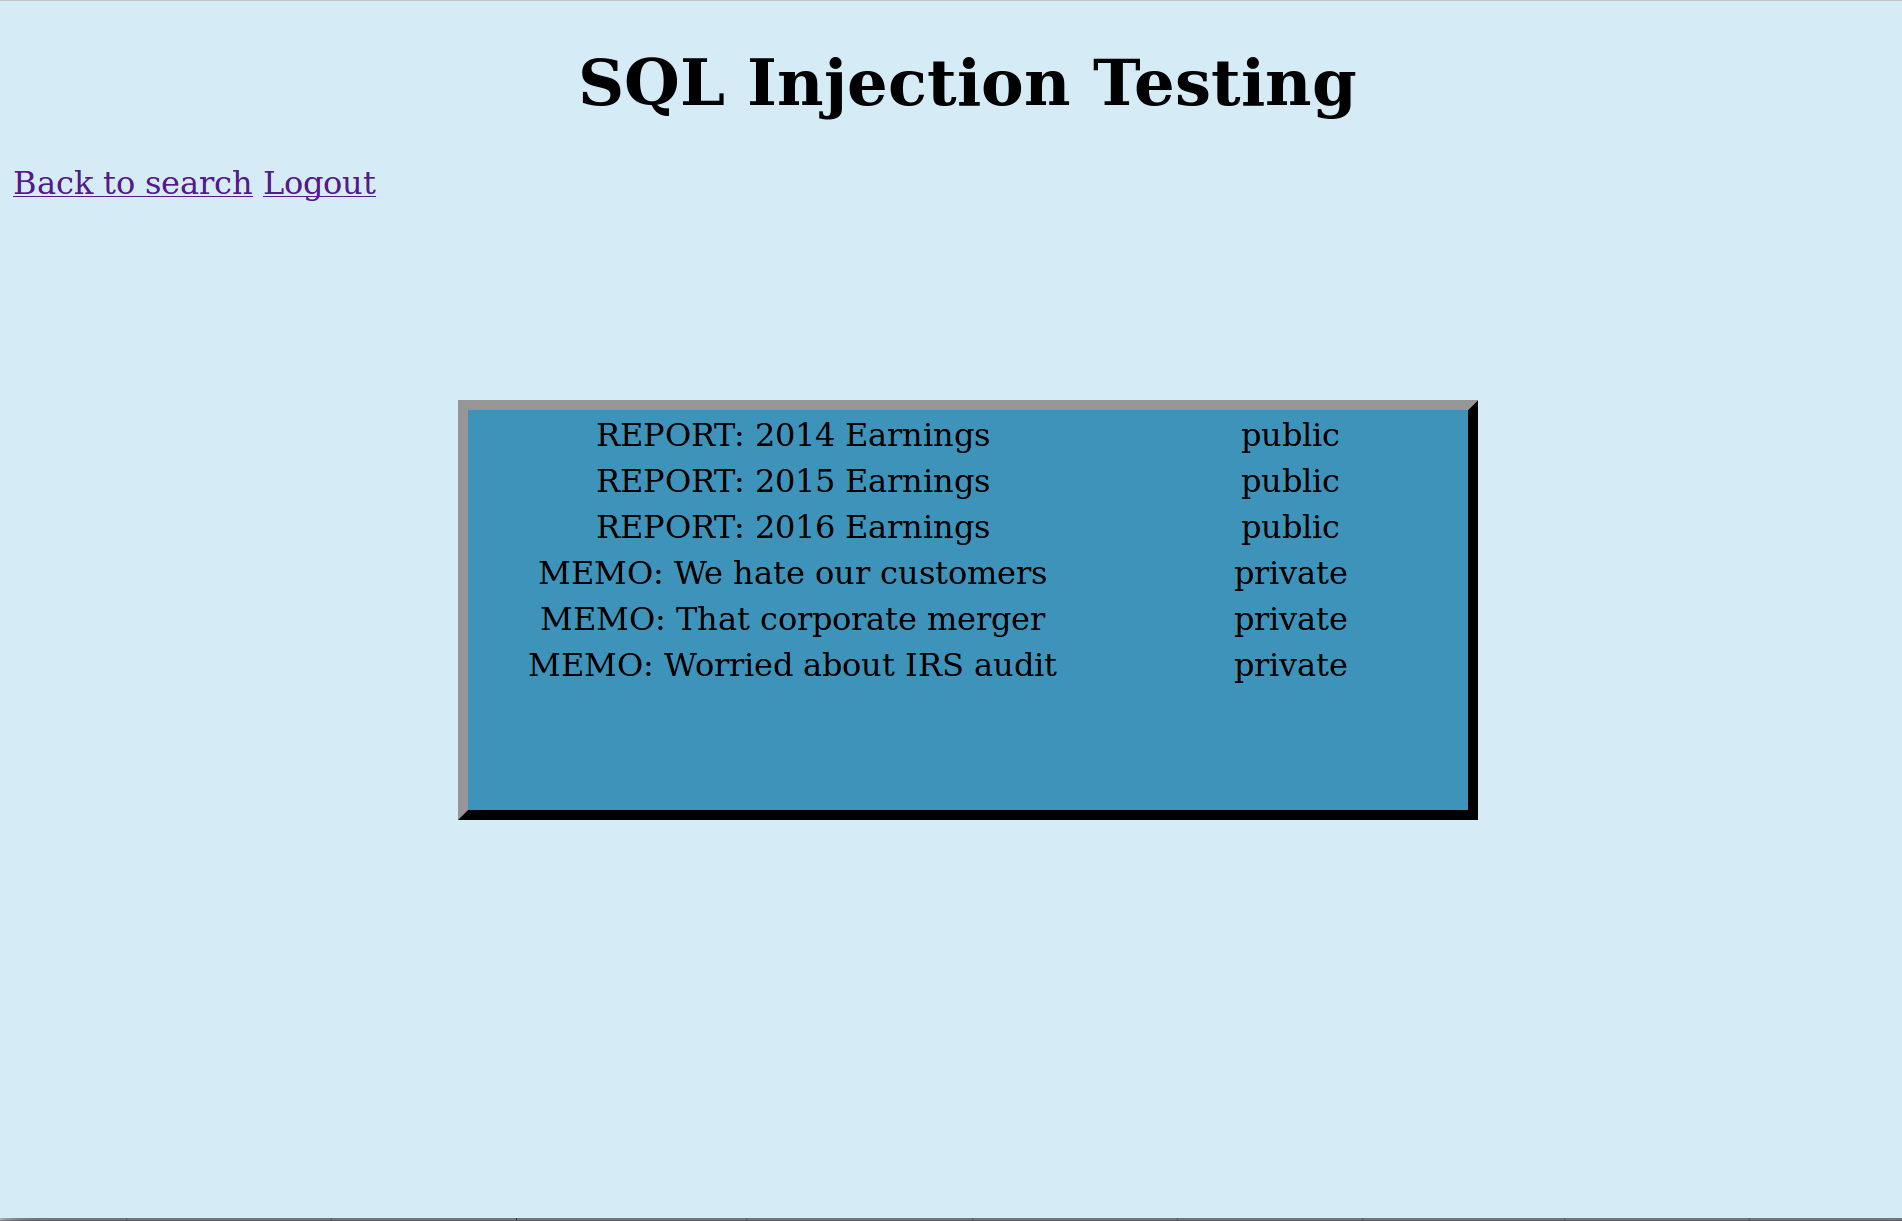 SQL Injection Testing
Back to search Logout
REPORT: 2014 Earnings public
REPORT: 2015 Earnings public
REPORT: 2016 Earnings public
MEMO: We hate our customers private
MEMO: That corporate merger private
MEMO: Worried about IRS audit private